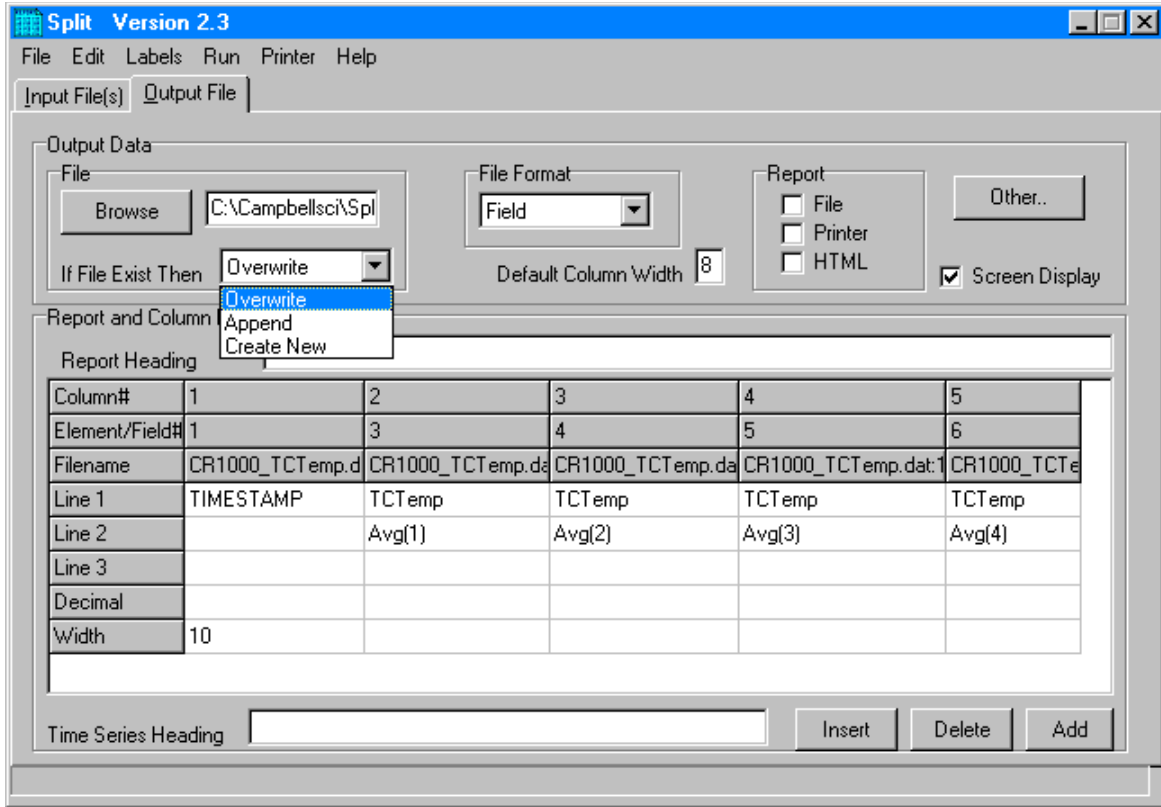 Split Version 2.3
File Edit Labels Run Printer Help
Input File(s) Output File
Output Data
File File Format Report
Browse C:\Campbellsci\Spl Field File Other..
Printer
If File Exist Then Overwrite Default Column Width 8 HTML Screen Display
Overwrite
Append
Create New
Report and Column
Report Heading
Column# 1 2 3 4 5
Element/Field# 1 3 4 5 6
Filename CR1000_TCTemp.d CR1000_TCTemp.da CR1000_TCTemp.da CR1000_TCTemp.dat:1 CR1000_TCTe
Line 1 TIMESTAMP TCTemp TCTemp TCTemp TCTemp
Line 2 Avg(1) Avg(2) Avg(3) Avg(4)
Line 3
Decimal
Width 10
Time Series Heading Insert Delete Add